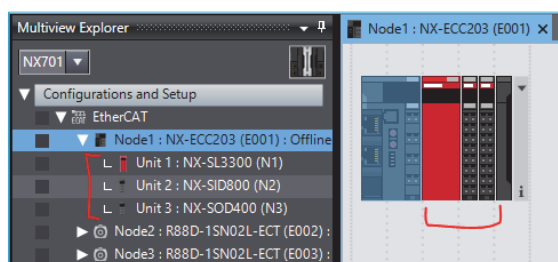 Multiview Explorer
NX701
Configurations and Setup
EtherCAT
Node1 : NX-ECC203 (E001) : Offline
Unit 1 : NX-SL3300 (N1)
Unit 2 : NX-SID800 (N2)
Unit 3 : NX-SOD400 (N3)
Node2 : R88D-1SN02L-ECT (E002) :
Node3 : R88D-1SN02L-ECT (E003) :
Node1 : NX-ECC203 (E001)